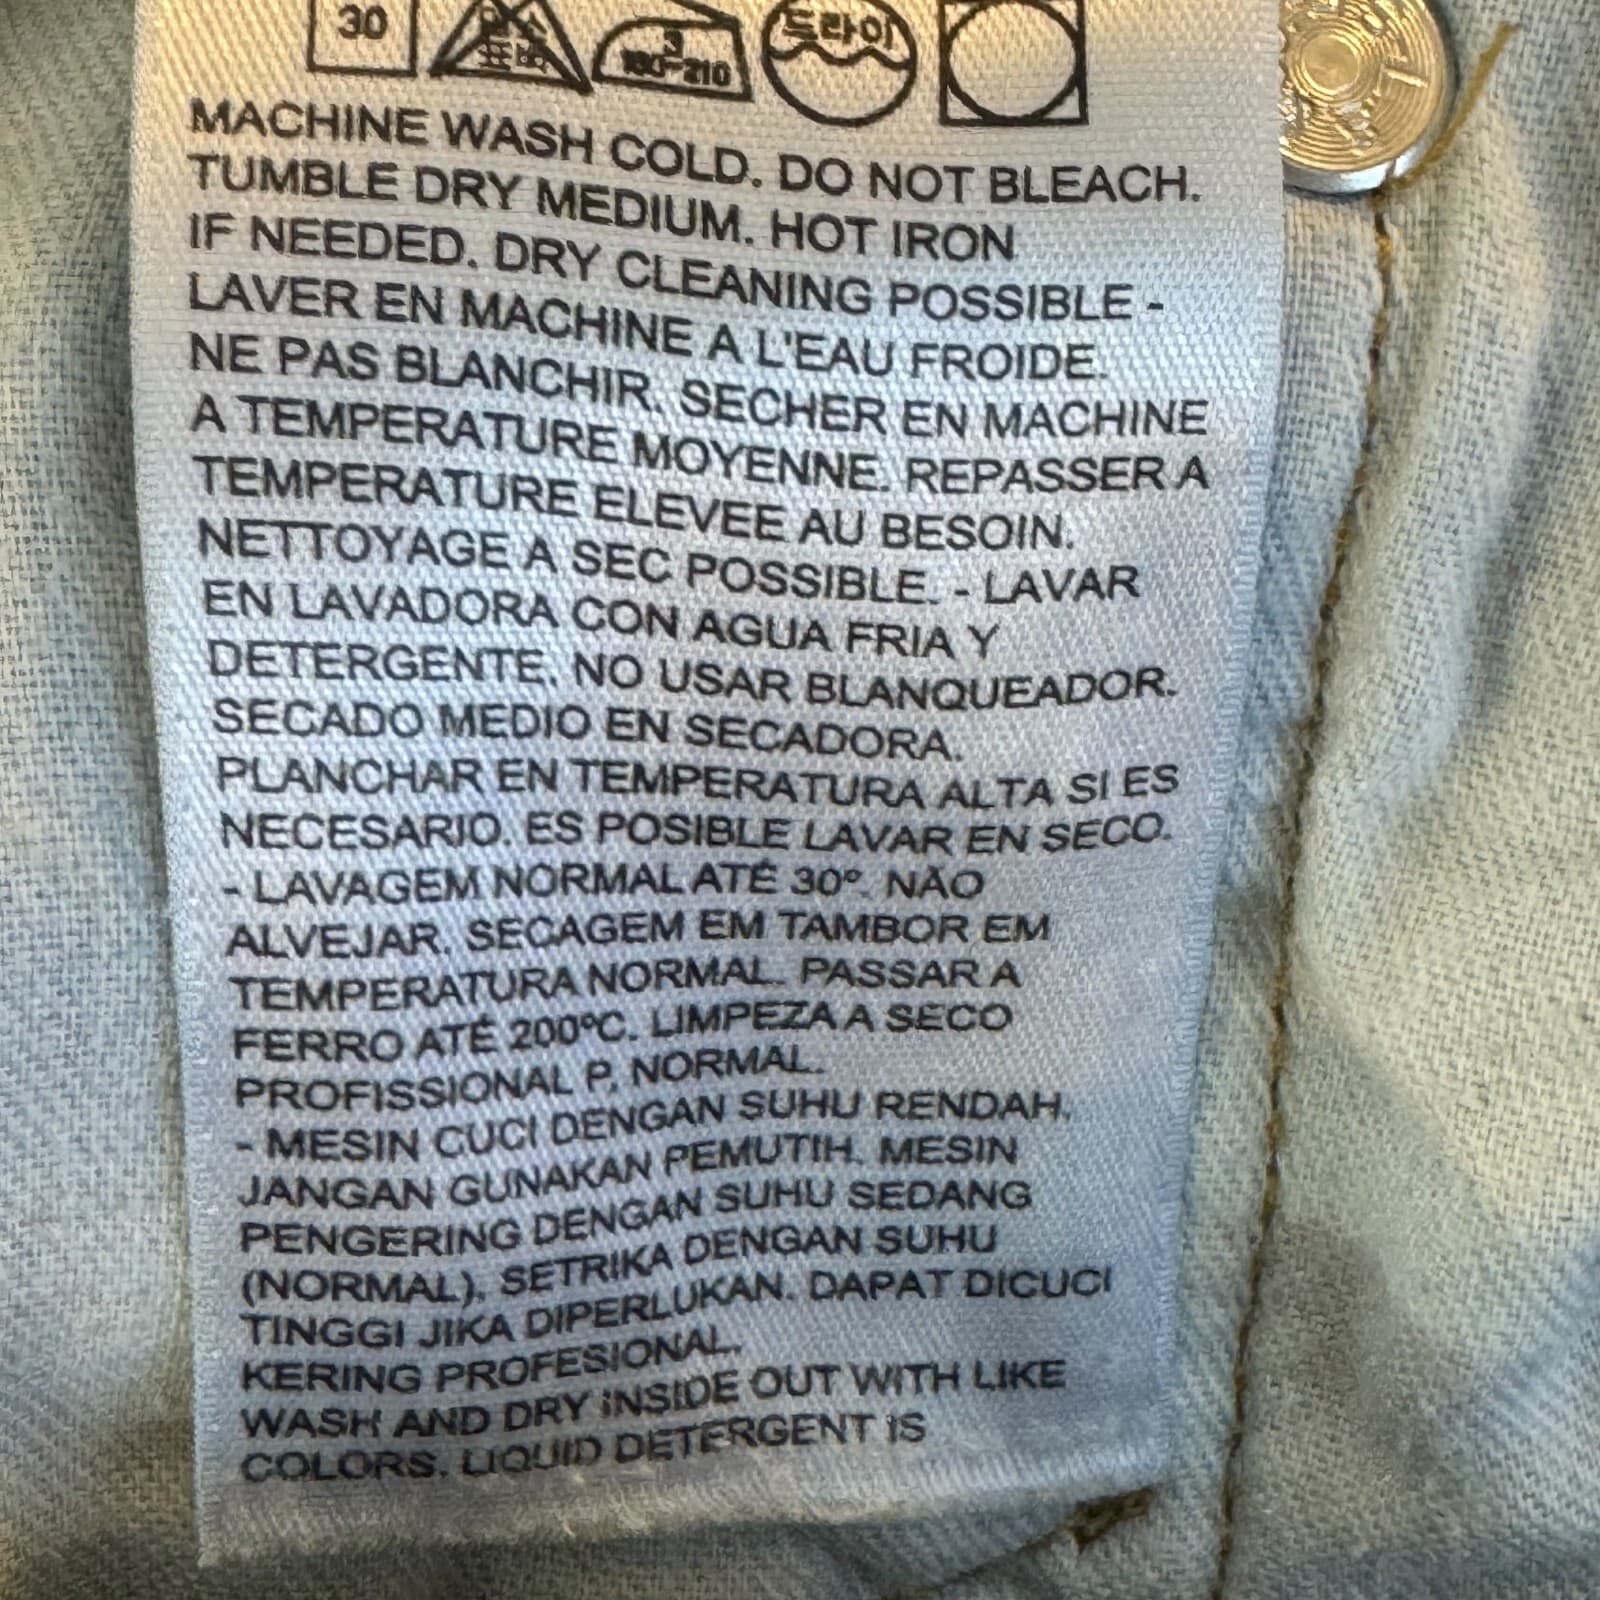 30
염소
표백
3
180-210
드라이
MACHINE WASH COLD. DO NOT BLEACH.
TUMBLE DRY MEDIUM. HOT IRON
IF NEEDED. DRY CLEANING POSSIBLE -
LAVER EN MACHINE A L'EAU FROIDE.
NE PAS BLANCHIR. SECHER EN MACHINE
A TEMPERATURE MOYENNE. REPASSER A
TEMPERATURE ELEVEE AU BESOIN.
NETTOYAGE A SEC POSSIBLE. - LAVAR
EN LAVADORA CON AGUA FRIA Y
DETERGENTE. NO USAR BLANQUEADOR.
SECADO MEDIO EN SECADORA.
PLANCHAR EN TEMPERATURA ALTA SI ES
NECESARIO. ES POSIBLE LAVAR EN SECO.
- LAVAGEM NORMAL ATÉ 30º. NÃO
ALVEJAR. SECAGEM EM TAMBOR EM
TEMPERATURA NORMAL. PASSAR A
FERRO ATÉ 200ºC. LIMPEZA A SECO
PROFISSIONAL P, NORMAL.
- MESIN CUCI DENGAN SUHU RENDAH.
JANGAN GUNAKAN PEMUTIH. MESIN
PENGERING DENGAN SUHU SEDANG
(NORMAL). SETRIKA DENGAN SUHU
TINGGI JIKA DIPERLUKAN. DAPAT DICUCI
KERING PROFESIONAL.
WASH AND DRY INSIDE OUT WITH LIKE
COLORS. LIQUID DETERGENT IS